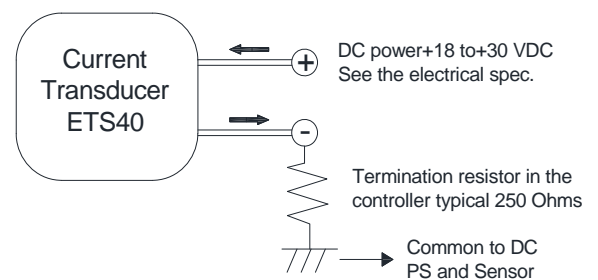 Current
Transducer
ETS40
+
DC power+18 to+30 VDC
See the electrical spec.
-
Termination resistor in the
controller typical 250 Ohms
Common to DC
PS and Sensor